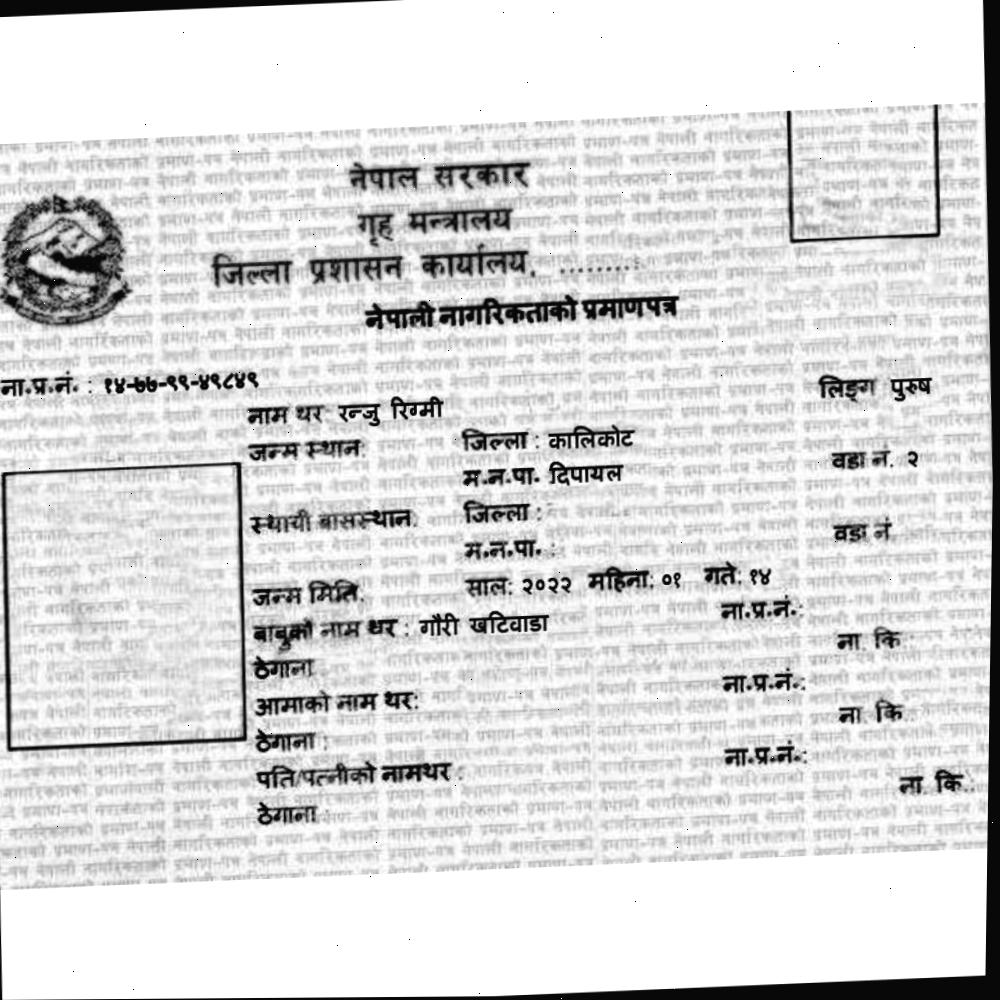 नेपाल सरकार
गृह मन्त्रालय
जिल्ला प्रशासन कार्यालय, .........
नेपाली नागरिकताको प्रमाणपत्र
ना.प्र.नं. : १४-७७-९९-४९८४९
लिङ्ग पुरुष
नाम थर रन्जु रिग्मी
जन्म स्थान: जिल्ला : कालिकोट
वडा नं. २
म.न.पा. दिपायल
स्थायी बासस्थान: जिल्ला :
वडा नं
म.न.पा. :
जन्म मिति: साल: २०२२ महिना: ०१ गते: १४
ना.प्र.नं.:
बाबुको नाम थर : गौरी खटिवाडा
ना. कि.:
ठेगाना
ना.प्र.नं.:
आमाको नाम थर:
ना. कि.:
ठेगाना :
ना.प्र.नं.:
पति/पत्नीको नामथर :
ना. कि.:
ठेगाना :